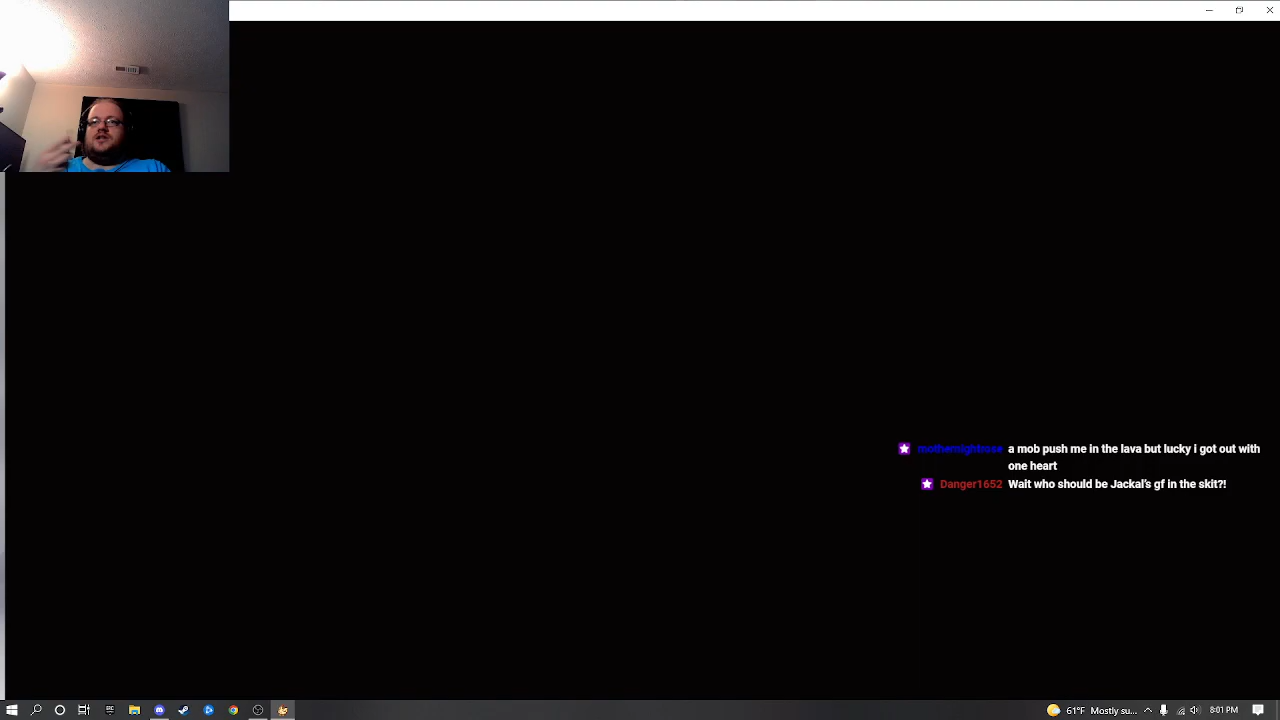 mothernightrose a mob push me in the lava but lucky i got out with
one heart
Danger1652 Wait who should be Jackal's gf in the skit?!
61°F Mostly su... 8:01 PM